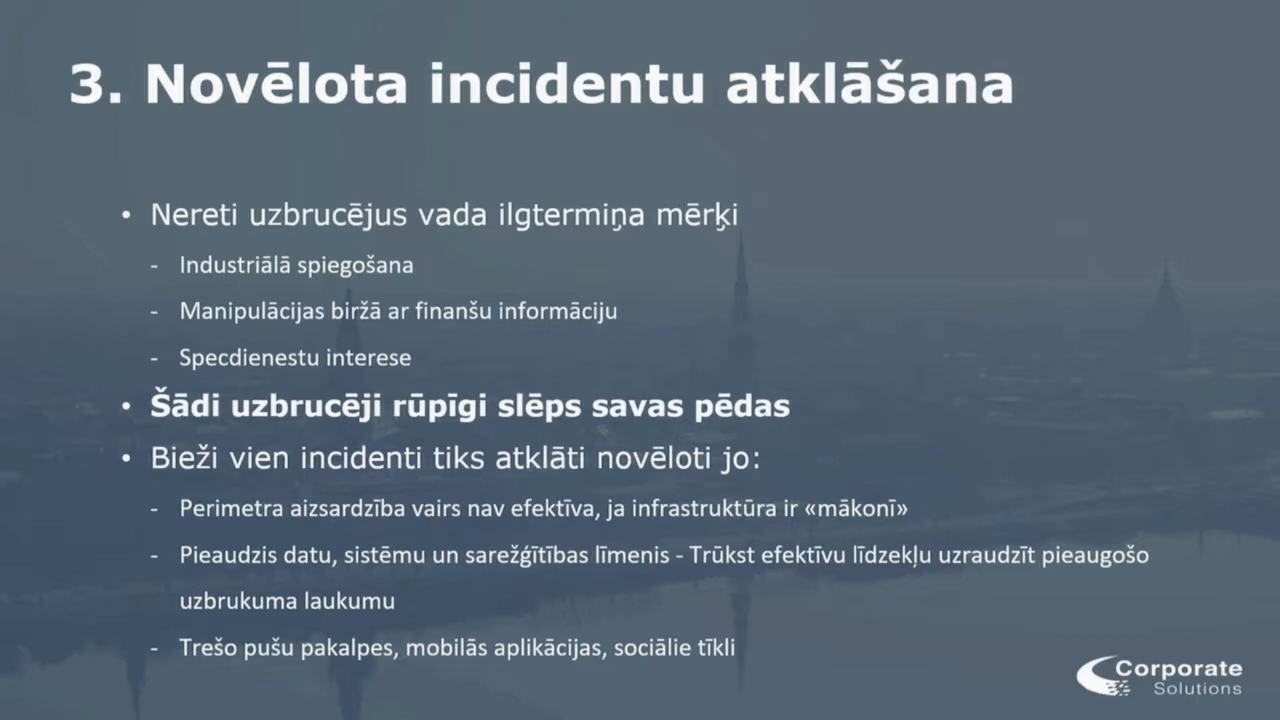 3. Novēlota incidentu atklāšana
• Nereti uzbrucējus vada ilgtermiņa mērķi
- Industriālā spiegošana
- Manipulācijas biržā ar finanšu informāciju
- Specdienestu interese
• Šādi uzbrucēji rūpīgi slēps savas pēdas
• Bieži vien incidenti tiks atklāti novēloti jo:
- Perimetra aizsardzība vairs nav efektīva, ja infrastruktūra ir «mākonī»
- Pieaudzis datu, sistēmu un sarežģītības līmenis - Trūkst efektīvu līdzekļu uzraudzīt pieaugošo
uzbrukuma laukumu
- Trešo pušu pakalpes, mobilās aplikācijas, sociālie tīkli
Corporate
Solutions